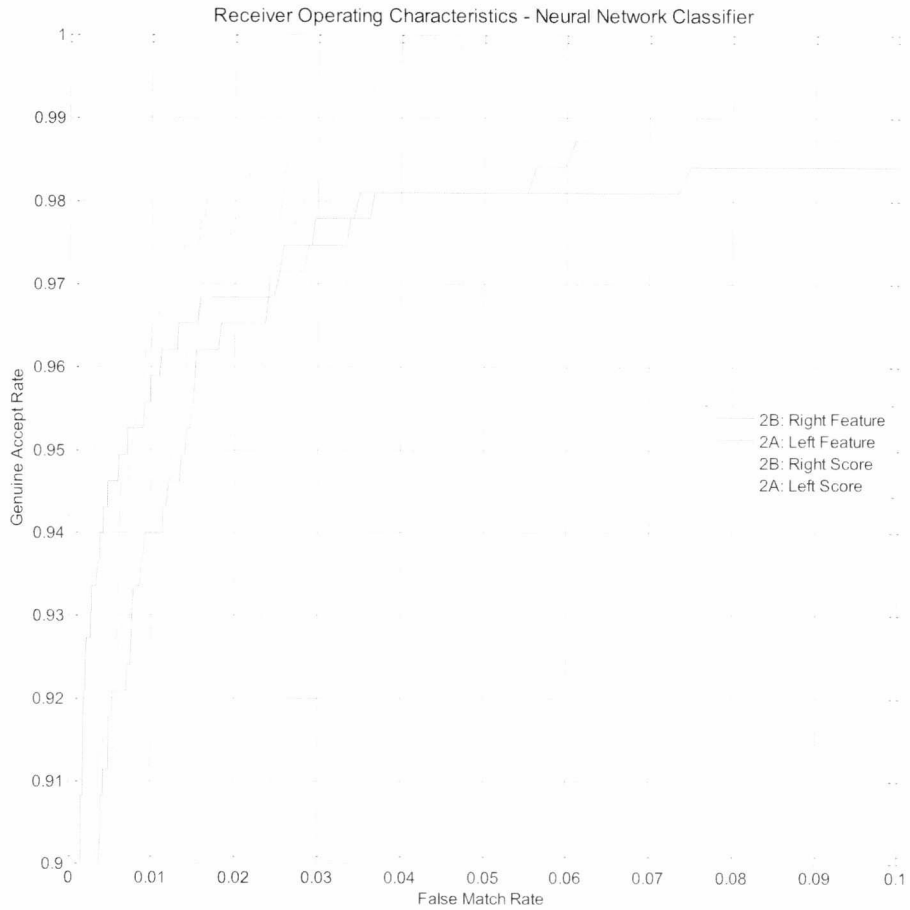 Receiver Operating Characteristics - Neural Network Classifier
1
0.99
0.98
0.97
0.96
0.95
0.94
0.93
0.92
0.91
0.9
Genuine Accept Rate
2B: Right Feature
2A: Left Feature
2B: Right Score
2A: Left Score
0 0.01 0.02 0.03 0.04 0.05 0.06 0.07 0.08 0.09 0.1
False Match Rate